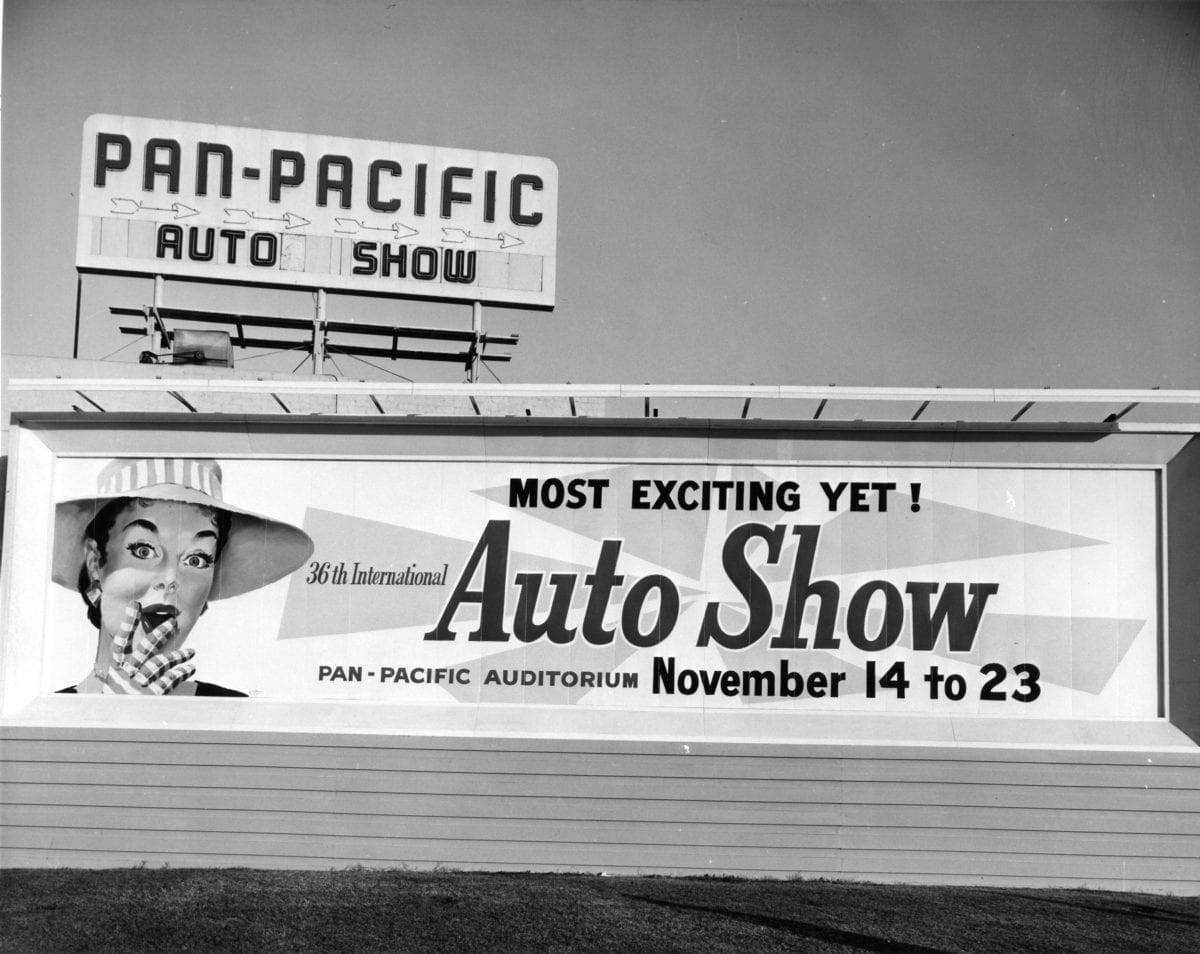 PAN-PACIFIC
AUTO SHOW
MOST EXCITING YET!
36th International
Auto Show
PAN-PACIFIC AUDITORIUM November 14 to 23